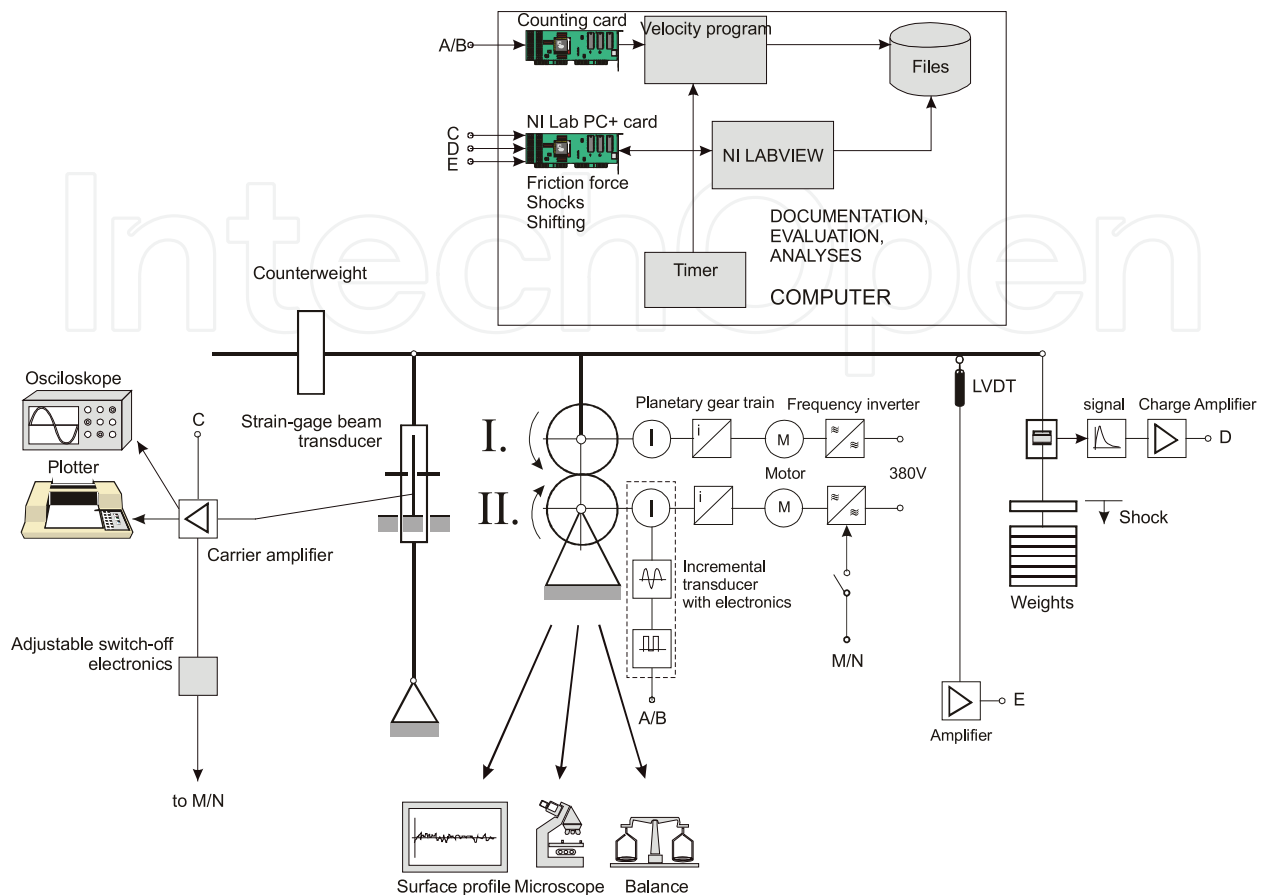 Counting card
Velocity program
A/B
Files
NI Lab PC+ card
C
D
E
NI LABVIEW
Friction force
Shocks
Shifting
DOCUMENTATION,
EVALUATION,
ANALYSES
Timer
COMPUTER
IntechOpen
Counterweight
Osciloskope
C
Strain-gage beam
transducer
I.
Planetary gear train
Frequency inverter
LVDT
signal
Charge Amplifier
I
i
M
≈
≈
D
Plotter
Motor
380V
II.
I
i
M
≈
≈
Shock
Carrier amplifier
Incremental
transducer
with electronics
Weights
Adjustable switch-off
electronics
M/N
A/B
E
Amplifier
to M/N
Surface profile
Microscope
Balance